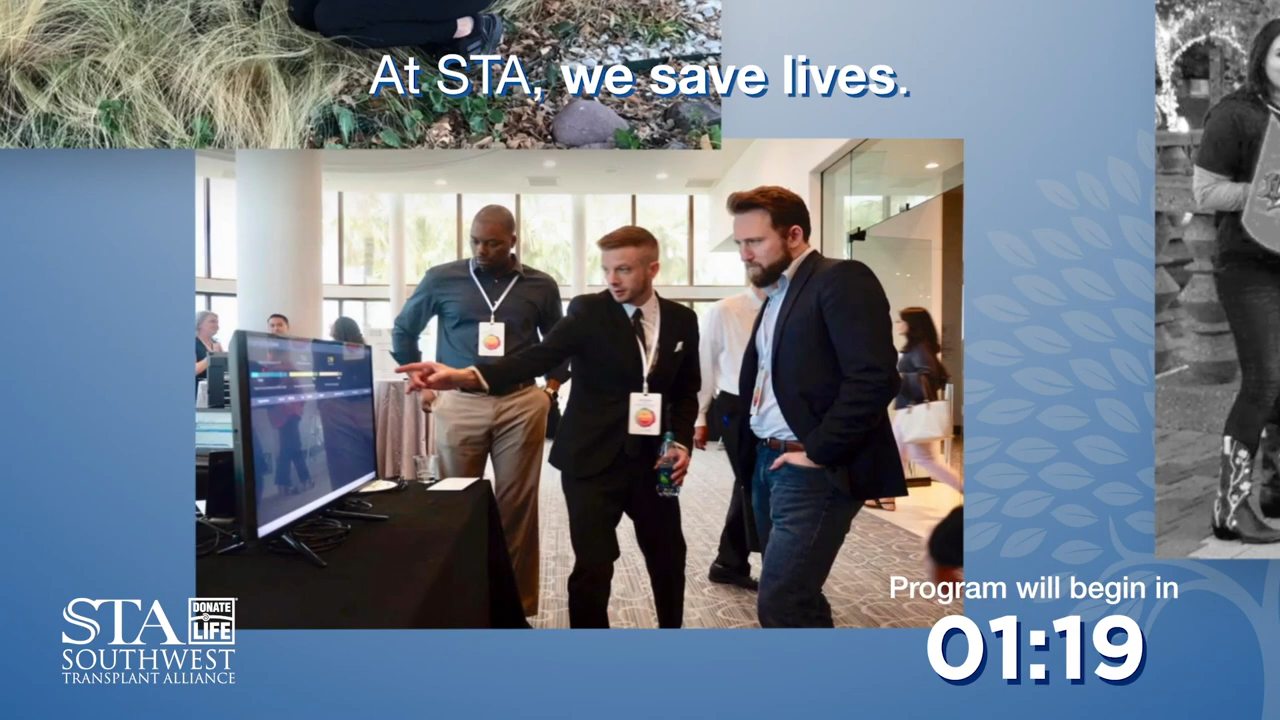 At STA, we save lives.
Program will begin in
01:19
STA
DONATE
LIFE
SOUTHWEST
TRANSPLANT ALLIANCE